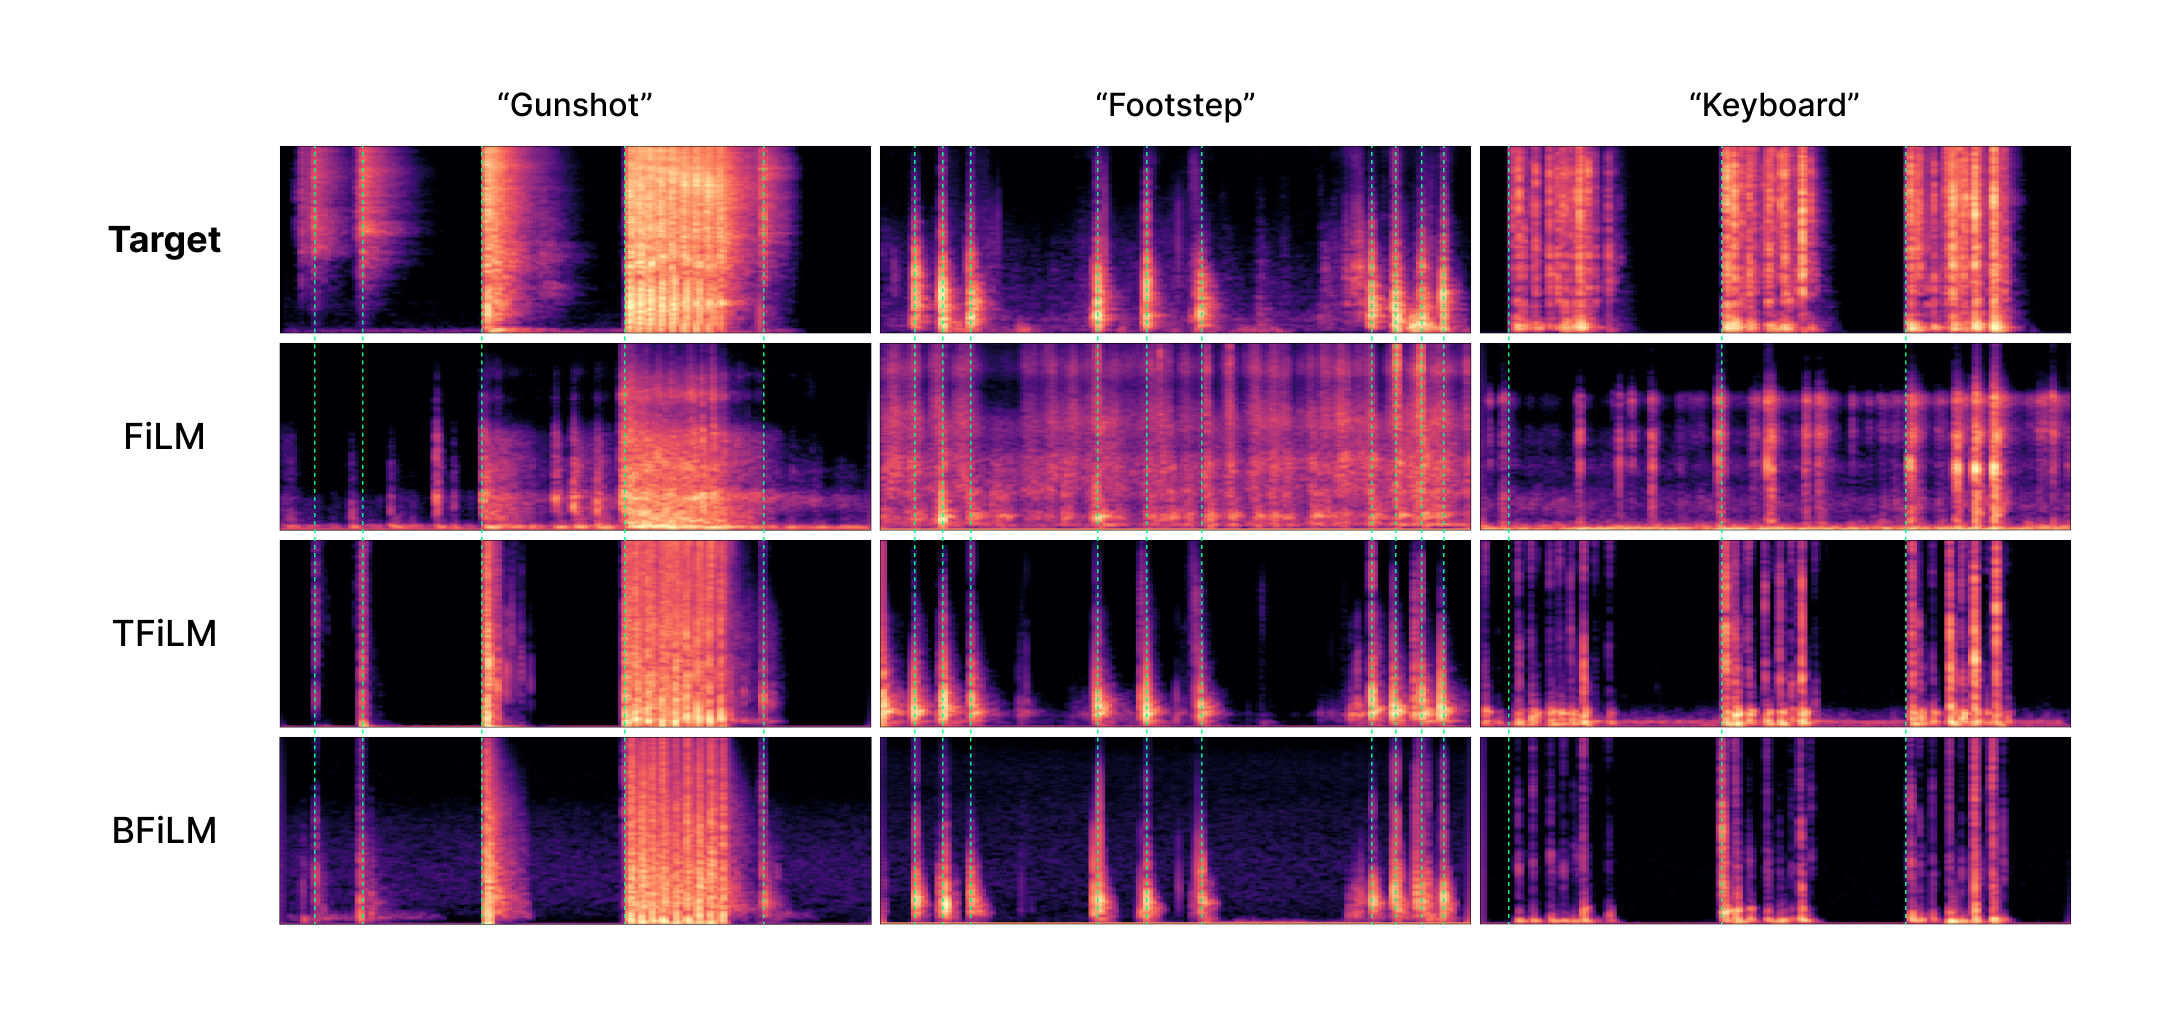 “Gunshot” “Footstep” “Keyboard”
Target
FiLM
TFiLM
BFiLM